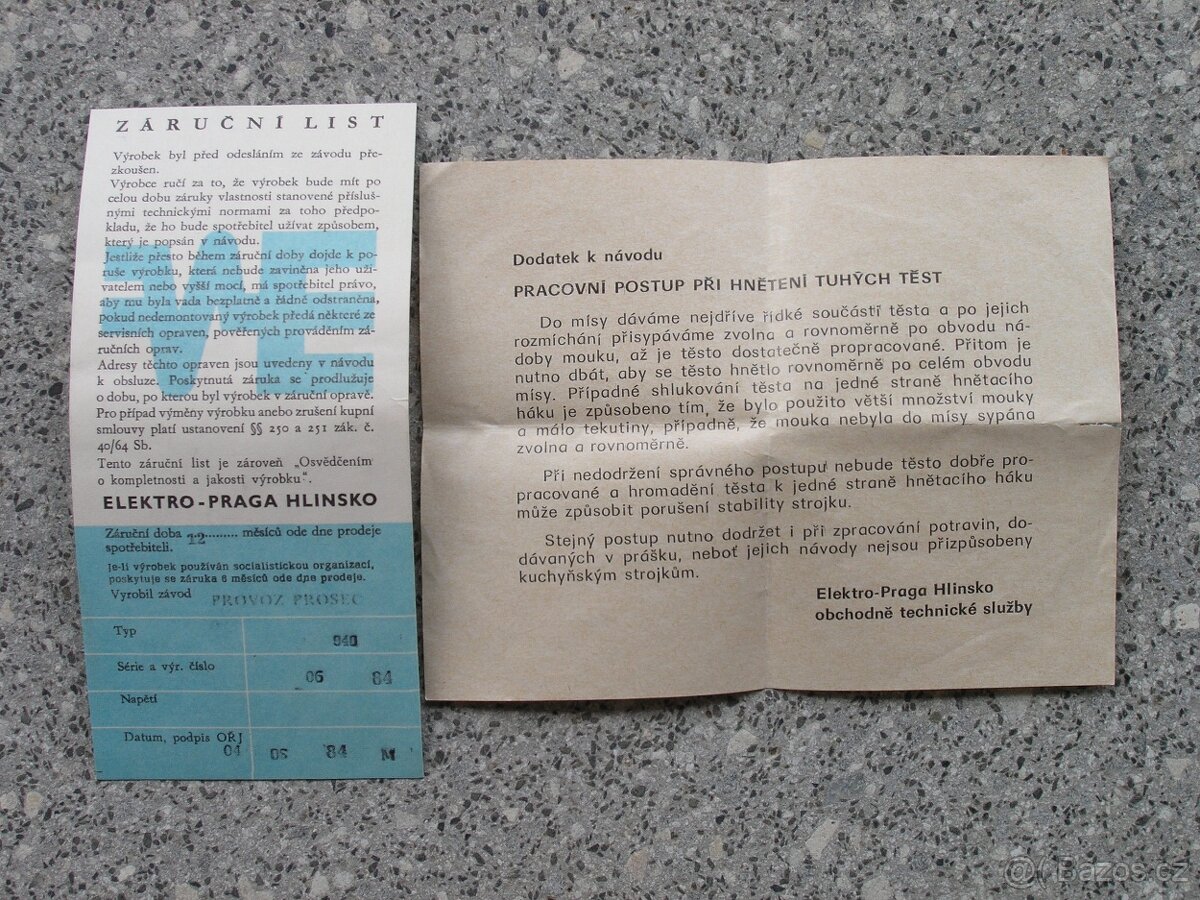 ZÁRUČNÍ LIST
Výrobek byl před odesláním ze závodu pře-
zkoušen.
Výrobce ručí za to, že výrobek bude mít po
celou dobu záruky vlastnosti stanovené přísluš-
nými technickými normami za toho předpo-
kladu, že ho bude spotřebitel užívat způsobem,
který je popsán v návodu.
Jestliže přesto během záruční doby dojde k po-
ruše výrobku, která nebude zaviněna jeho uži-
vatelem nebo vyšší mocí, má spotřebitel právo,
aby mu byla vada bezplatně a řádně odstraněna,
pokud nedemontovaný výrobek předá některé ze
servisních opraven, pověřených prováděním zá-
ručních oprav.
Adresy těchto opraven jsou uvedeny v návodu
k obsluze. Poskytnutá záruka se prodlužuje
o dobu, po kterou byl výrobek v záruční opravě.
Pro případ výměny výrobku anebo zrušení kupní
smlouvy platí ustanovení §§ 250 a 251 zák. č.
40/64 Sb.
Tento záruční list je zároveň „Osvědčením
o kompletnosti a jakosti výrobku“.
ELEKTRO-PRAGA HLINSKO
Záruční doba 12......... měsíců ode dne prodeje
spotřebiteli.
je-li výrobek používán socialistickou organizací,
poskytuje se záruka 6 měsíců ode dne prodeje.
Vyrobil závod PROVOZ PROSEČ
Typ 040
Série a výr. číslo 06 84
Napětí
Datum, podpis OŘJ
04 06 84 M
Dodatek k návodu
PRACOVNÍ POSTUP PŘI HNĚTENÍ TUHÝCH TĚST
Do mísy dáváme nejdříve řídké součásti těsta a po jejich
rozmíchání přisypáváme zvolna a rovnoměrně po obvodu ná-
doby mouku, až je těsto dostatečně propracované. Přitom je
nutno dbát, aby se těsto hnětlo rovnoměrně po celém obvodu
mísy. Případné shlukování těsta na jedné straně hnětacího
háku je způsobeno tím, že bylo použito větší množství mouky
a málo tekutiny, případně, že mouka nebyla do mísy sypána
zvolna a rovnoměrně.
Při nedodržení správného postupu nebude těsto dobře pro-
pracované a hromadění těsta k jedné straně hnětacího háku
může způsobit porušení stability strojku.
Stejný postup nutno dodržet i při zpracování potravin, do-
dávaných v prášku, neboť jejich návody nejsou přizpůsobeny
kuchyňským strojkům.
Elektro-Praga Hlinsko
obchodně technické služby
@ Bazos.cz